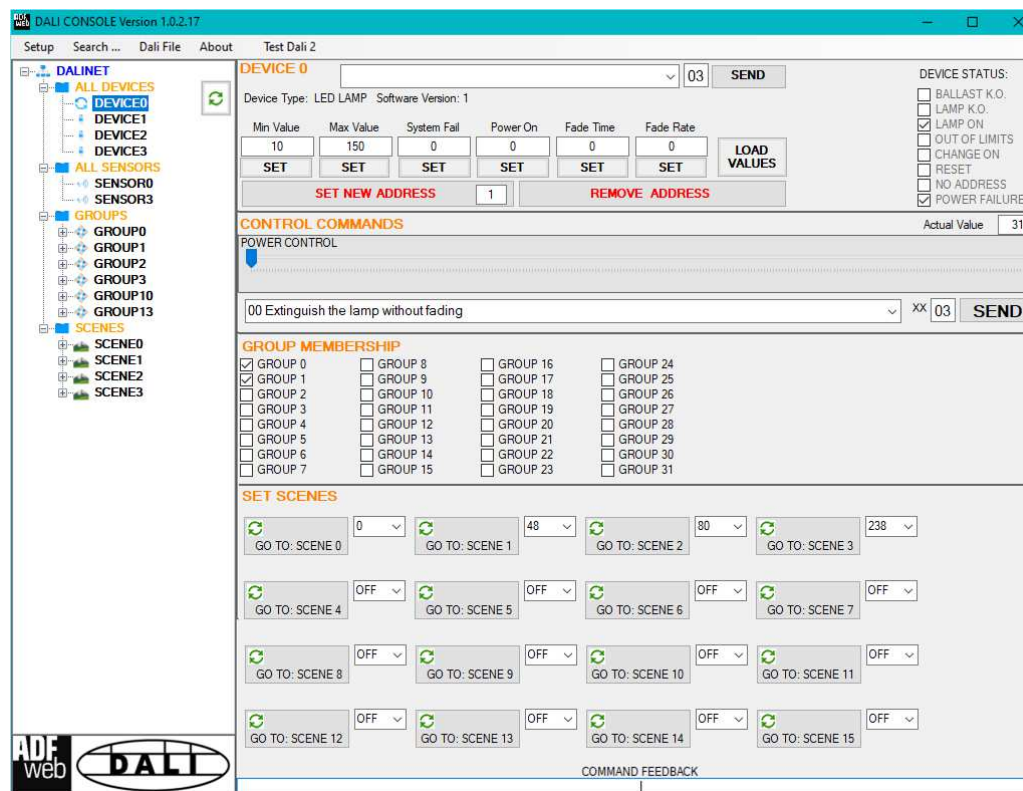 DALI CONSOLE Version 1.0.2.17
Setup Search ... Dali File About Test Dali 2
DALINET
ALL DEVICES
DEVICE0
DEVICE1
DEVICE2
DEVICE3
ALL SENSORS
SENSOR0
SENSOR3
GROUPS
GROUP0
GROUP1
GROUP2
GROUP3
GROUP10
GROUP13
SCENES
SCENE0
SCENE1
SCENE2
SCENE3
ADF
web
DALI
DEVICE 0 03 SEND
Device Type: LED LAMP Software Version: 1
Min Value Max Value System Fail Power On Fade Time Fade Rate
10 150 0 0 0 0
SET SET SET SET SET SET
LOAD
VALUES
SET NEW ADDRESS 1 REMOVE ADDRESS
DEVICE STATUS:
BALLAST K.O.
LAMP K.O.
LAMP ON
OUT OF LIMITS
CHANGE ON
RESET
NO ADDRESS
POWER FAILURE
CONTROL COMMANDS Actual Value 31
POWER CONTROL
00 Extinguish the lamp without fading XX 03 SEND
GROUP MEMBERSHIP
GROUP 0 GROUP 8 GROUP 16 GROUP 24
GROUP 1 GROUP 9 GROUP 17 GROUP 25
GROUP 2 GROUP 10 GROUP 18 GROUP 26
GROUP 3 GROUP 11 GROUP 19 GROUP 27
GROUP 4 GROUP 12 GROUP 20 GROUP 28
GROUP 5 GROUP 13 GROUP 21 GROUP 29
GROUP 6 GROUP 14 GROUP 22 GROUP 30
GROUP 7 GROUP 15 GROUP 23 GROUP 31
SET SCENES
0 48 80 238
GO TO: SCENE 0 GO TO: SCENE 1 GO TO: SCENE 2 GO TO: SCENE 3
OFF OFF OFF OFF
GO TO: SCENE 4 GO TO: SCENE 5 GO TO: SCENE 6 GO TO: SCENE 7
OFF OFF OFF OFF
GO TO: SCENE 8 GO TO: SCENE 9 GO TO: SCENE 10 GO TO: SCENE 11
OFF OFF OFF OFF
GO TO: SCENE 12 GO TO: SCENE 13 GO TO: SCENE 14 GO TO: SCENE 15
COMMAND FEEDBACK